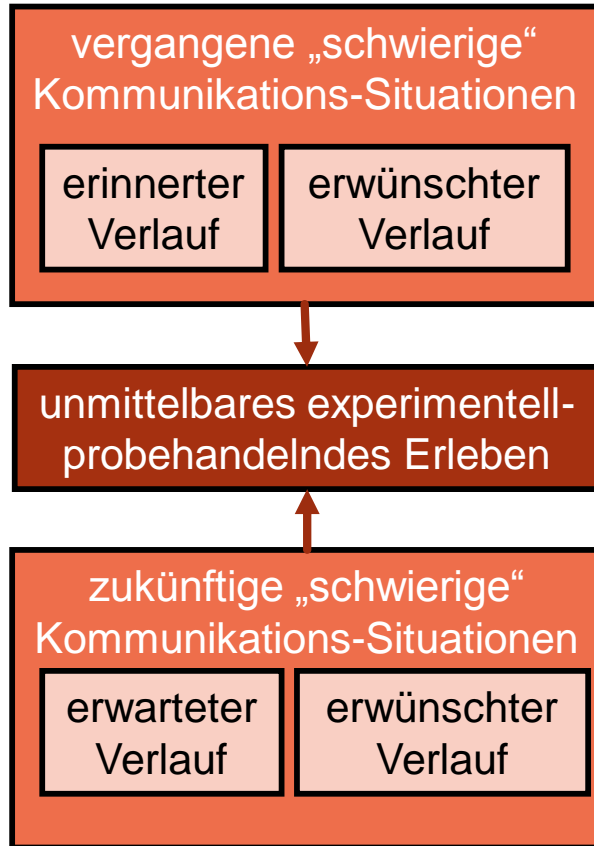 vergangene „schwierige“
Kommunikations-Situationen
erinnerter
Verlauf
erwünschter
Verlauf
unmittelbares experimentell-
probehandelndes Erleben
zukünftige „schwierige“
Kommunikations-Situationen
erwarteter
Verlauf
erwünschter
Verlauf